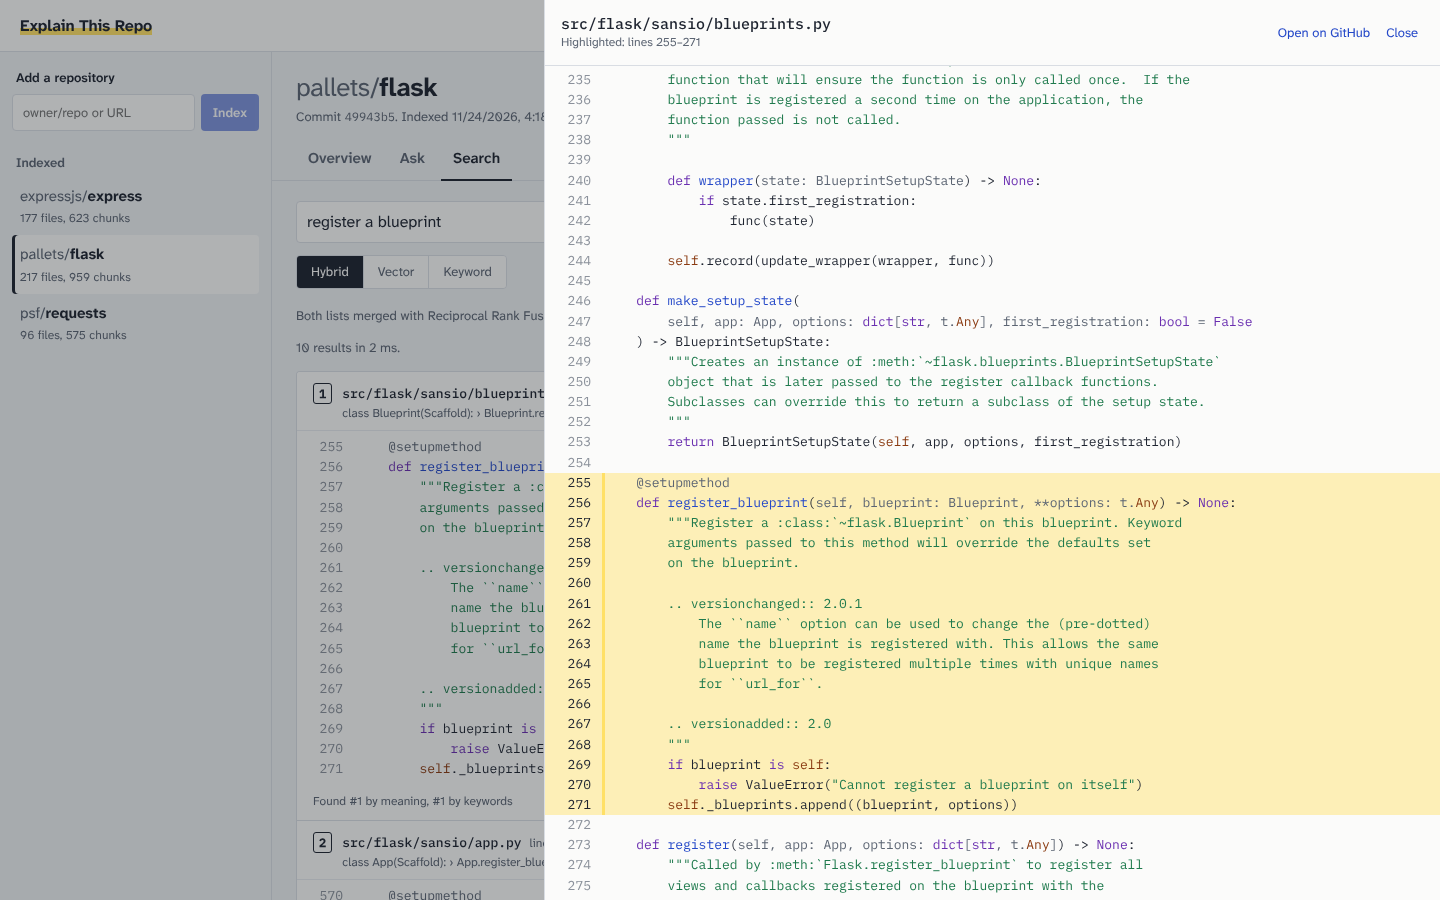 Explain This Repo
Add a repository
owner/repo or URL
Index
Indexed
expressjs/express
177 files, 623 chunks
pallets/flask
217 files, 959 chunks
psf/requests
96 files, 575 chunks
pallets/flask
Commit 49943b5. Indexed 11/24/2026,
Overview Ask Search
register a blueprint
Hybrid Vector Keyword
Both lists merged with Reciprocal Rank Fus
10 results in 2 ms.
1 src/flask/sansio/blueprint
class Blueprint(Scaffold): › Blueprint.re
255 @setupmethod
256 def register_bluepri
257 """Register a :c
258 arguments passed
259 on the blueprint
260
261 .. versionchange
262 The ``name``
263 name the blu
264 blueprint to
265 for ``url_fo
266
267 .. versionadded:
268 """
269 if blueprint is
270 raise ValueE
271 self._blueprints
Found #1 by meaning, #1 by keywords
2 src/flask/sansio/app.py line
class App(Scaffold): › App.register_blue
570 @setupmethod
src/flask/sansio/blueprints.py
Highlighted: lines 255–271
Open on GitHub Close
235 function that will ensure the function is only called once.  If the
236 blueprint is registered a second time on the application, the
237 function passed is not called.
238 """
239
240 def wrapper(state: BlueprintSetupState) -> None:
241 if state.first_registration:
242 func(state)
243
244 self.record(update_wrapper(wrapper, func))
245
246 def make_setup_state(
247 self, app: App, options: dict[str, t.Any], first_registration: bool = False
248 ) -> BlueprintSetupState:
249 """Creates an instance of :meth:`~flask.blueprints.BlueprintSetupState`
250 object that is later passed to the register callback functions.
251 Subclasses can override this to return a subclass of the setup state.
252 """
253 return BlueprintSetupState(self, app, options, first_registration)
254
255 @setupmethod
256 def register_blueprint(self, blueprint: Blueprint, **options: t.Any) -> None:
257 """Register a :class:`~flask.Blueprint` on this blueprint. Keyword
258 arguments passed to this method will override the defaults set
259 on the blueprint.
260
261 .. versionchanged:: 2.0.1
262 The ``name`` option can be used to change the (pre-dotted)
263 name the blueprint is registered with. This allows the same
264 blueprint to be registered multiple times with unique names
265 for ``url_for``.
266
267 .. versionadded:: 2.0
268 """
269 if blueprint is self:
270 raise ValueError("Cannot register a blueprint on itself")
271 self._blueprints.append((blueprint, options))
272
273 def register(self, app: App, options: dict[str, t.Any]) -> None:
274 """Called by :meth:`Flask.register_blueprint` to register all
275 views and callbacks registered on the blueprint with the